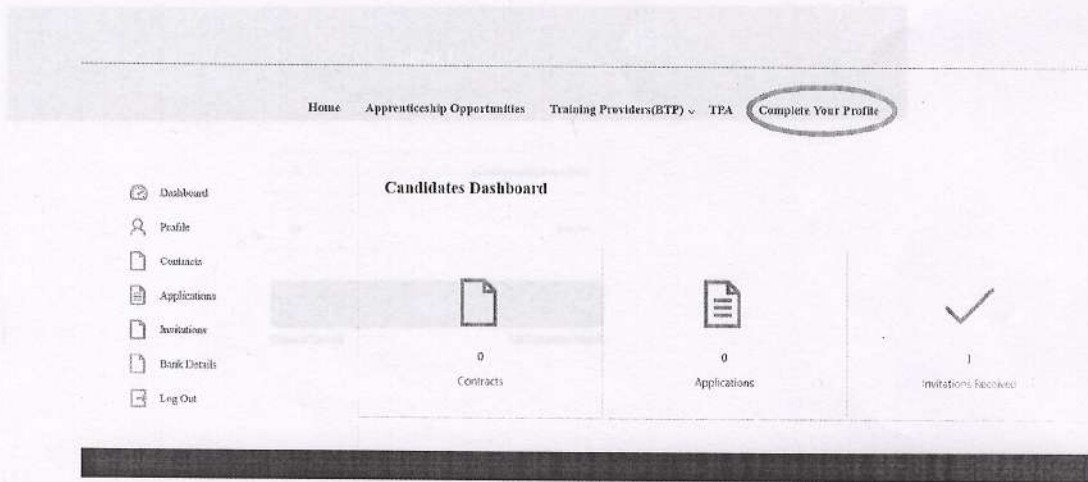 Home Apprenticeship Opportunities Training Providers(BTP) TPA Complete Your Profile
Candidates Dashboard
Dashboard
Profile
Contracts
Applications
Invitations
Bank Details
Log Out
0
Contracts
0
Applications
1
Invitations Received